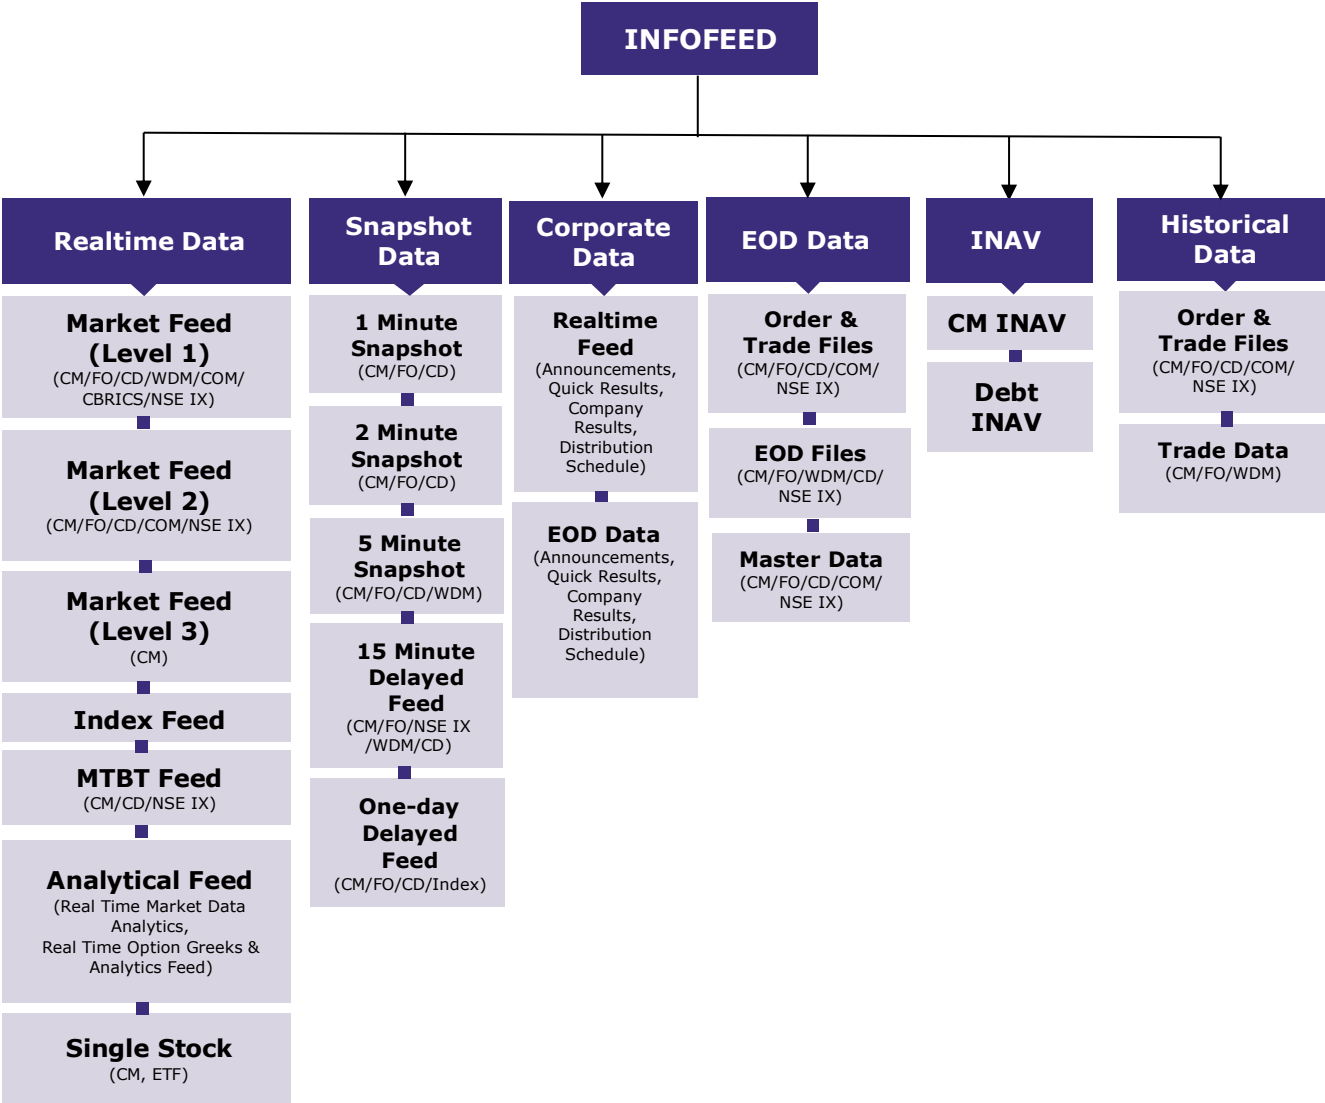 INFOFEED
Realtime Data
Market Feed
(Level 1)
(CM/FO/CD/WDM/COM/
CBRICS/NSE IX)
Market Feed
(Level 2)
(CM/FO/CD/COM/NSE IX)
Market Feed
(Level 3)
(CM)
Index Feed
MTBT Feed
(CM/CD/NSE IX)
Analytical Feed
(Real Time Market Data
Analytics,
Real Time Option Greeks &
Analytics Feed)
Single Stock
(CM, ETF)
Snapshot
Data
1 Minute
Snapshot
(CM/FO/CD)
2 Minute
Snapshot
(CM/FO/CD)
5 Minute
Snapshot
(CM/FO/CD/WDM)
15 Minute
Delayed
Feed
(CM/FO/NSE IX
/WDM/CD)
One-day
Delayed
Feed
(CM/FO/CD/Index)
Corporate
Data
Realtime
Feed
(Announcements,
Quick Results,
Company
Results,
Distribution
Schedule)
EOD Data
(Announcements,
Quick Results,
Company
Results,
Distribution
Schedule)
EOD Data
Order &
Trade Files
(CM/FO/CD/COM/
NSE IX)
EOD Files
(CM/FO/WDM/CD/
NSE IX)
Master Data
(CM/FO/CD/COM/
NSE IX)
INAV
CM INAV
Debt
INAV
Historical
Data
Order &
Trade Files
(CM/FO/CD/COM/
NSE IX)
Trade Data
(CM/FO/WDM)